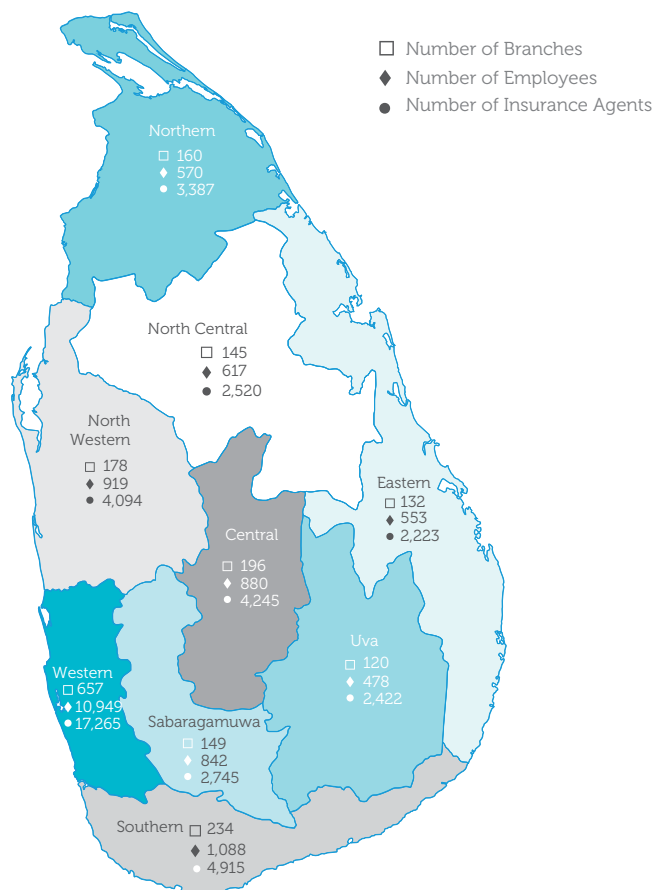 Number of Branches
Number of Employees
Number of Insurance Agents
Northern
160
570
3,387
North Central
145
617
2,520
North
Western
178
919
4,094
Eastern
132
553
2,223
Central
196
880
4,245
Uva
120
478
2,422
Western
657
10,949
17,265
Sabaragamuwa
149
842
2,745
Southern 234
1,088
4,915